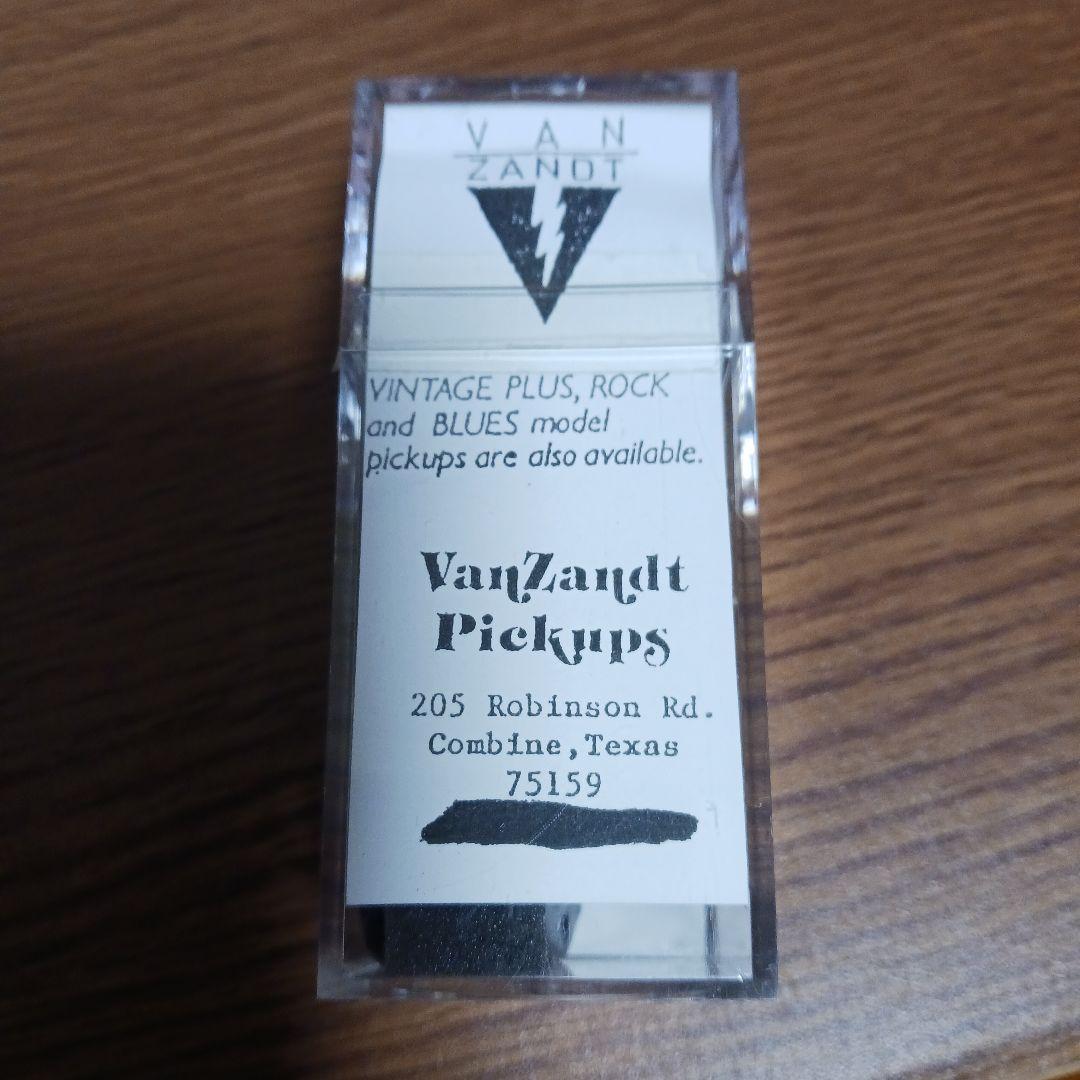 VAN
ZANDT
VINTAGE PLUS, ROCK
and BLUES model
pickups are also available.
VanZandt
Pickups
205 Robinson Rd.
Combine, Texas
75159